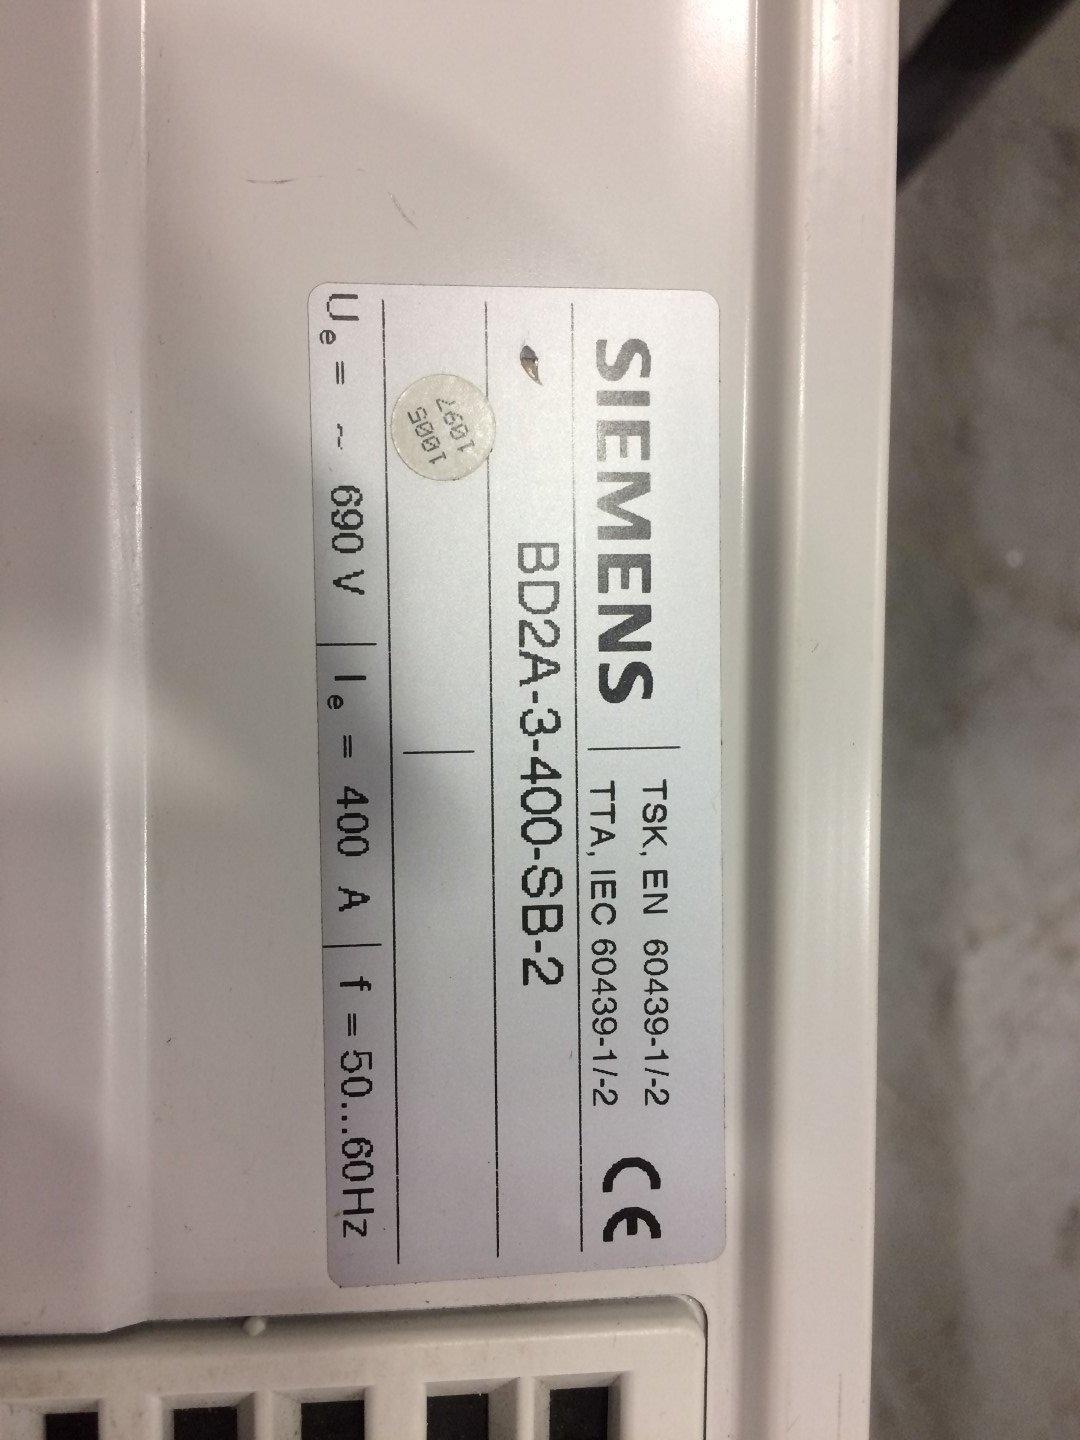 SIEMENS
TSK, EN 60439-1/-2
TTA, IEC 60439-1/-2
CE
BD2A-3-400-SB-2
1097
1005
Ue = ~ 690 V | Ie = 400 A | f = 50...60Hz